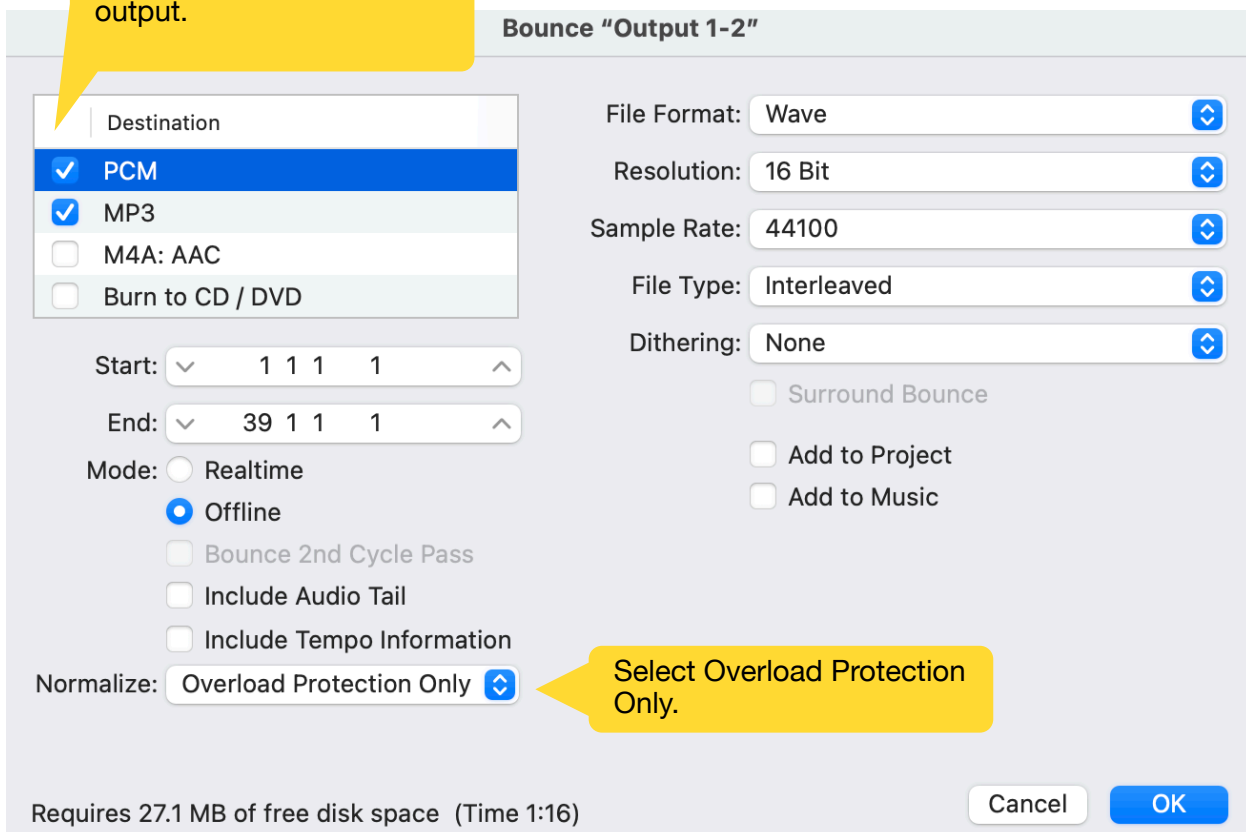 output.
Bounce “Output 1-2”
Destination
PCM
MP3
M4A: AAC
Burn to CD / DVD
Start: 1 1 1 1
End: 39 1 1 1
Mode: Realtime
Offline
Bounce 2nd Cycle Pass
Include Audio Tail
Include Tempo Information
Normalize: Overload Protection Only
Select Overload Protection
Only.
File Format: Wave
Resolution: 16 Bit
Sample Rate: 44100
File Type: Interleaved
Dithering: None
Surround Bounce
Add to Project
Add to Music
Requires 27.1 MB of free disk space (Time 1:16)
Cancel
OK